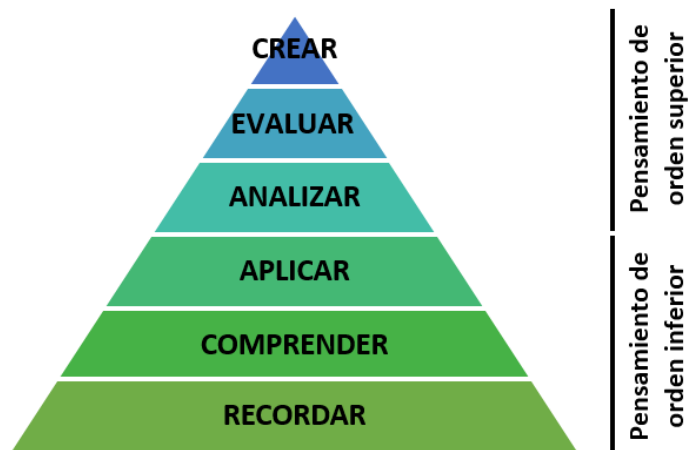 CREAR
EVALUAR
ANALIZAR
APLICAR
COMPRENDER
RECORDAR
Pensamiento de
orden superior
Pensamiento de
orden inferior